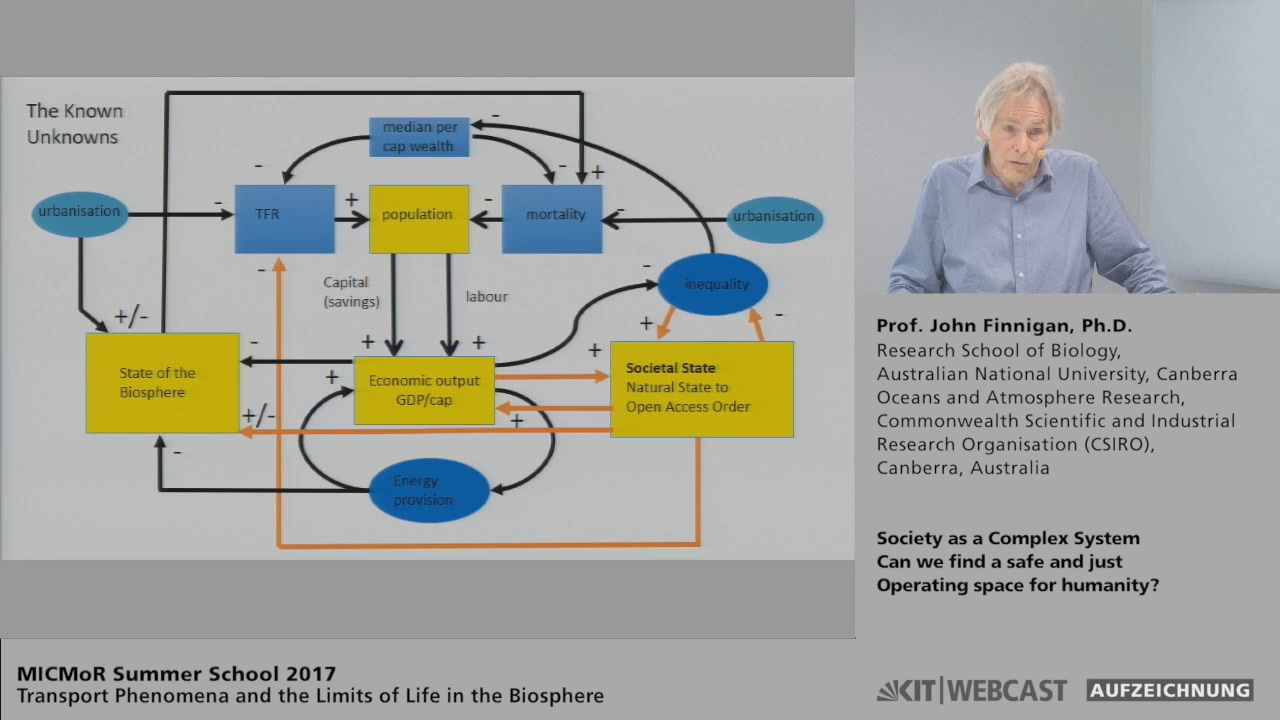 The Known
Unknowns
-
median per
cap wealth
-
-
+
urbanisation
-
TFR
+
population
-
mortality
-
urbanisation
-
Capital
(savings)
labour
-
inequality
+/-
+
-
State of the
Biosphere
-
+
+
+
Economic output
GDP/cap
+
Societal State
Natural State to
Open Access Order
+/-
+
-
Energy
provision
Prof. John Finnigan, Ph.D.
Research School of Biology,
Australian National University, Canberra
Oceans and Atmosphere Research,
Commonwealth Scientific and Industrial
Research Organisation (CSIRO),
Canberra, Australia
Society as a Complex System
Can we find a safe and just
Operating space for humanity?
MICMoR Summer School 2017
Transport Phenomena and the Limits of Life in the Biosphere
KIT|WEBCAST
AUFZEICHNUNG